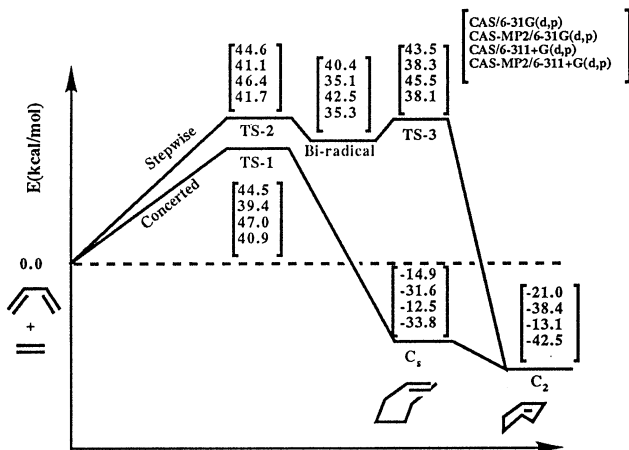 CAS/6-31G(d,p)
CAS-MP2/6-31G(d,p)
CAS/6-311+G(d,p)
CAS-MP2/6-311+G(d,p)
44.6
41.1
46.4
41.7
40.4
35.1
42.5
35.3
43.5
38.3
45.5
38.1
E(kcal/mol)
Stepwise
Concerted
TS-2
Bi-radical
TS-3
TS-1
44.5
39.4
47.0
40.9
0.0
+
-14.9
-31.6
-12.5
-33.8
Cs
-21.0
-38.4
-13.1
-42.5
C2